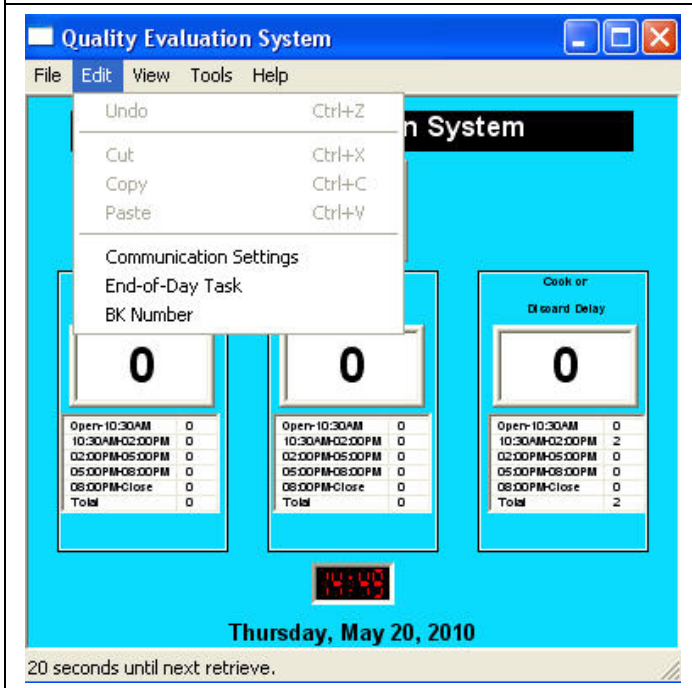 Quality Evaluation System
File Edit View Tools Help
Undo Ctrl+Z
n System
Cut Ctrl+X
Copy Ctrl+C
Paste Ctrl+V
Communication Settings
End-of-Day Task
BK Number
Cook or
Discard Delay
0 0 0
Open-10:30AM 0
10:30AM-02:00PM 0
02:00PM-05:00PM 0
05:00PM-08:00PM 0
08:00PM-Close 0
Total 0
Open-10:30AM 0
10:30AM-02:00PM 0
02:00PM-05:00PM 0
05:00PM-08:00PM 0
08:00PM-Close 0
Total 0
Open-10:30AM 0
10:30AM-02:00PM 2
02:00PM-05:00PM 0
05:00PM-08:00PM 0
08:00PM-Close 0
Total 2
14:49
Thursday, May 20, 2010
20 seconds until next retrieve.